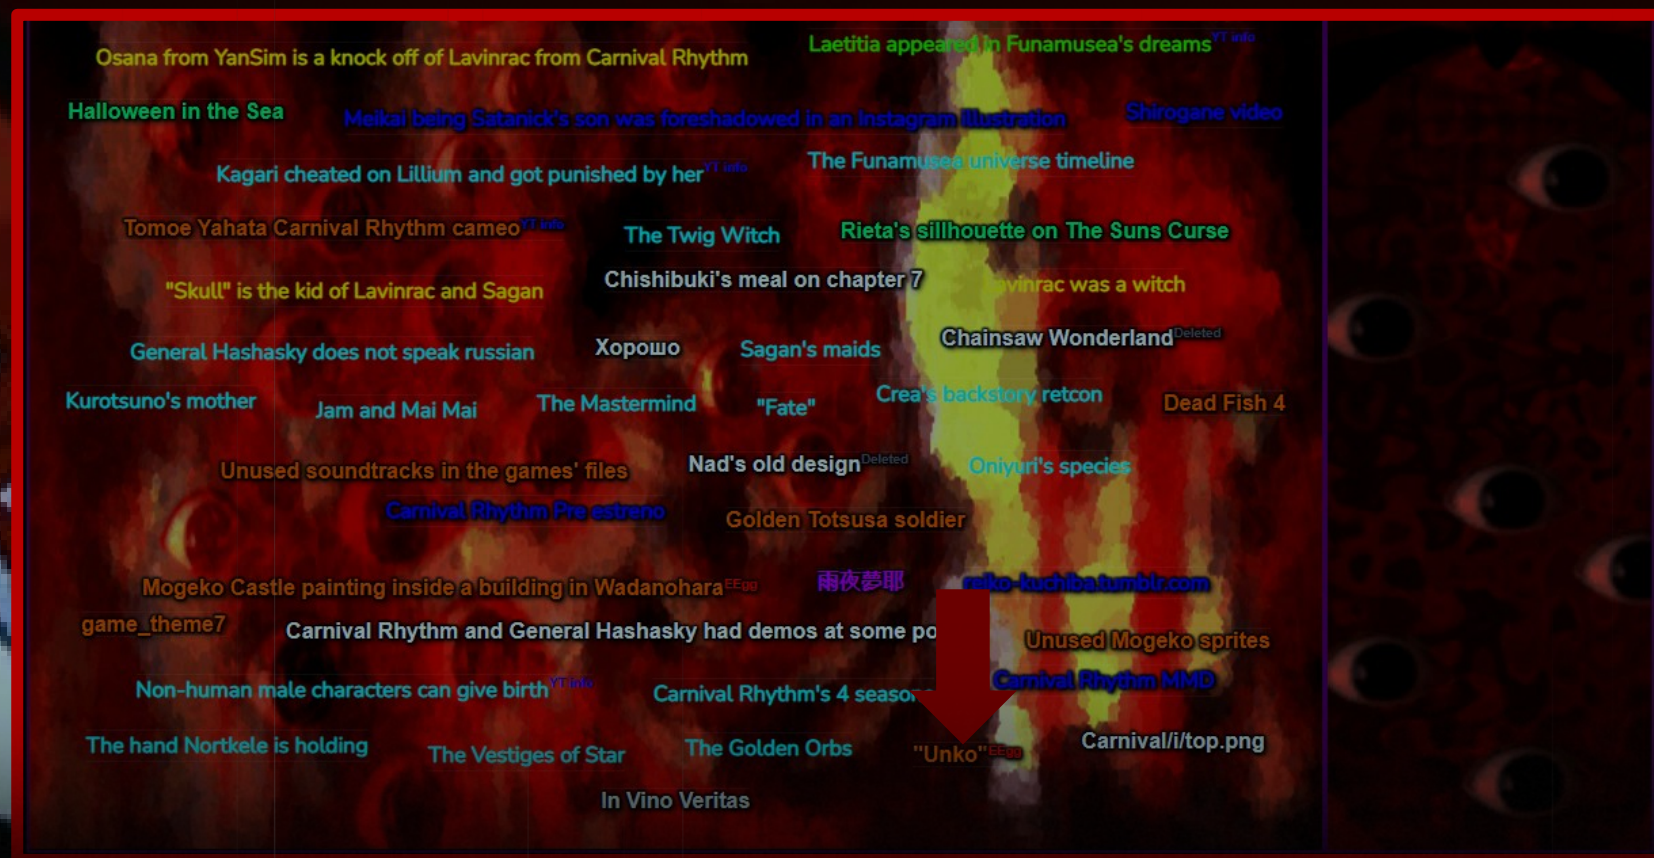 Osana from YanSim is a knock off of Lavinrac from Carnival Rhythm
Laetitia appeared in Funamusea's dreams YT info
Halloween in the Sea
Meikai being Satanick's son was foreshadowed in an Instagram illustration
Shirogane video
Kagari cheated on Lillium and got punished by her YT info
The Funamusea universe timeline
Tomoe Yahata Carnival Rhythm cameo YT info
The Twig Witch
Rieta's sillhouette on The Suns Curse
"Skull" is the kid of Lavinrac and Sagan
Chishibuki's meal on chapter 7
avinrac was a witch
General Hashasky does not speak russian
Хорошо
Sagan's maids
Chainsaw Wonderland Deleted
Kurotsuno's mother
Jam and Mai Mai
The Mastermind
"Fate"
Crea's backstory retcon
Dead Fish 4
Unused soundtracks in the games' files
Nad's old design Deleted
Oniyuri's species
Carnival Rhythm Pre estreno
Golden Totsusa soldier
Mogeko Castle painting inside a building in Wadanohara EEgg
雨夜夢耶
reiko-kuchiba.tumblr.com
game_theme7
Carnival Rhythm and General Hashasky had demos at some po
Unused Mogeko sprites
Non-human male characters can give birth YT info
Carnival Rhythm's 4 season
Carnival Rhythm MMD
The hand Nortkele is holding
The Vestiges of Star
The Golden Orbs
"Unko" EEgg
Carnival/i/top.png
In Vino Veritas